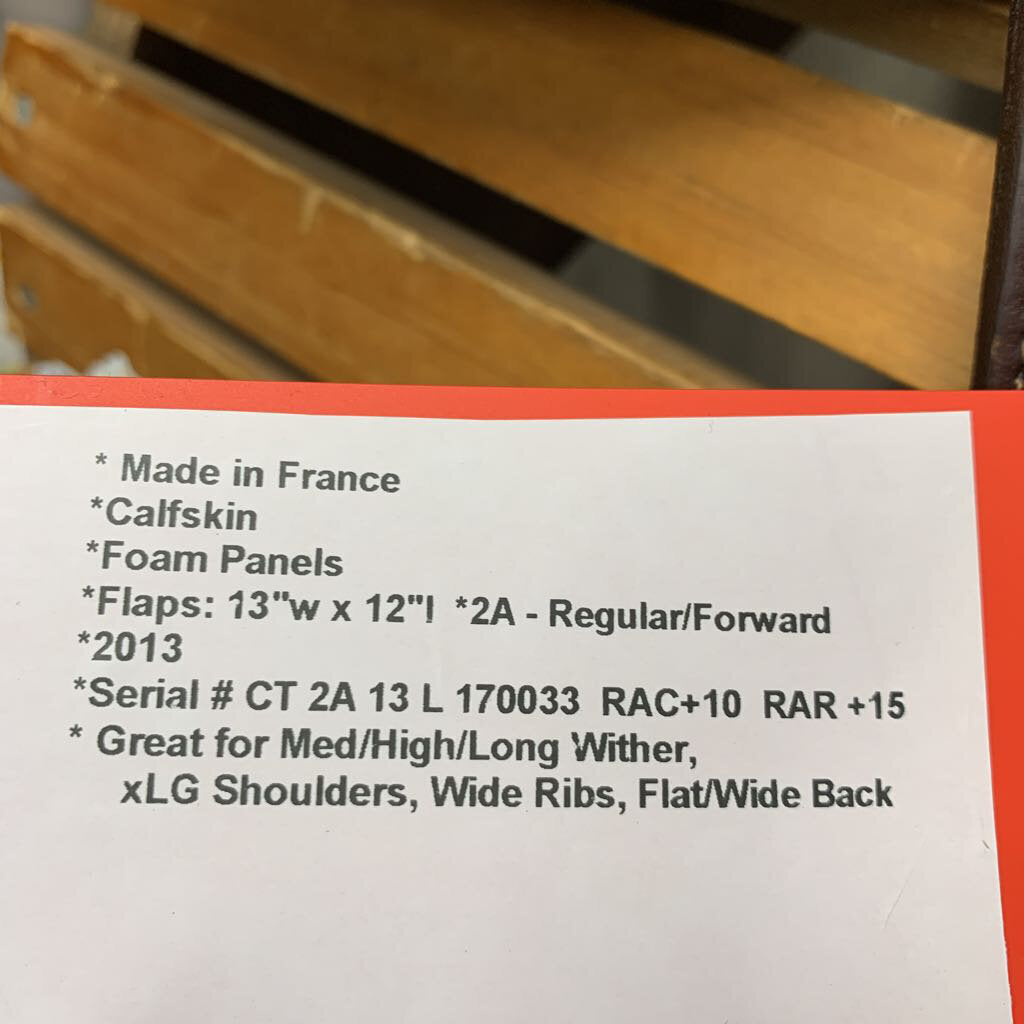 * Made in France
*Calfskin
*Foam Panels
*Flaps: 13"w x 12"l *2A - Regular/Forward
*2013
*Serial # CT 2A 13 L 170033 RAC+10 RAR +15
* Great for Med/High/Long Wither,
xLG Shoulders, Wide Ribs, Flat/Wide Back